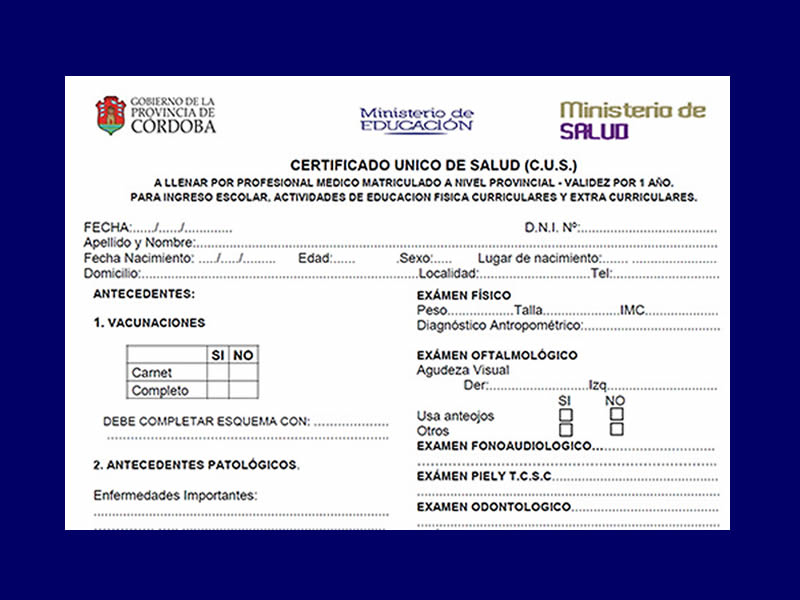 GOBIERNO DE LA
PROVINCIA DE
CÓRDOBA
Ministerio de
EDUCACIÓN
Ministerio de
SALUD
CERTIFICADO UNICO DE SALUD (C.U.S.)
A LLENAR POR PROFESIONAL MEDICO MATRICULADO A NIVEL PROVINCIAL - VALIDEZ POR 1 AÑO.
PARA INGRESO ESCOLAR, ACTIVIDADES DE EDUCACION FISICA CURRICULARES Y EXTRA CURRICULARES.
FECHA:....../....../............. D.N.I. Nº:.....................................
Apellido y Nombre:.....................................................................
Fecha Nacimiento: ...../...../......... Edad:...... .Sexo:..... Lugar de nacimiento:....... ......................
Domicilio:.....................................Localidad:..............................Tel:...........................
ANTECEDENTES:
1. VACUNACIONES
SI NO
Carnet
Completo
DEBE COMPLETAR ESQUEMA CON: ...................
2. ANTECEDENTES PATOLÓGICOS.
Enfermedades Importantes:
EXÁMEN FÍSICO
Peso...................Talla.....................IMC....................
Diagnóstico Antropométrico:....................................
EXÁMEN OFTALMOLÓGICO
Agudeza Visual
Der:............................Izq...............................
SI NO
Usa anteojos
Otros
EXAMEN FONOAUDIOLOGICO...............................
EXÁMEN PIELY T.C.S.C..........................................
EXAMEN ODONTOLOGICO.....................................